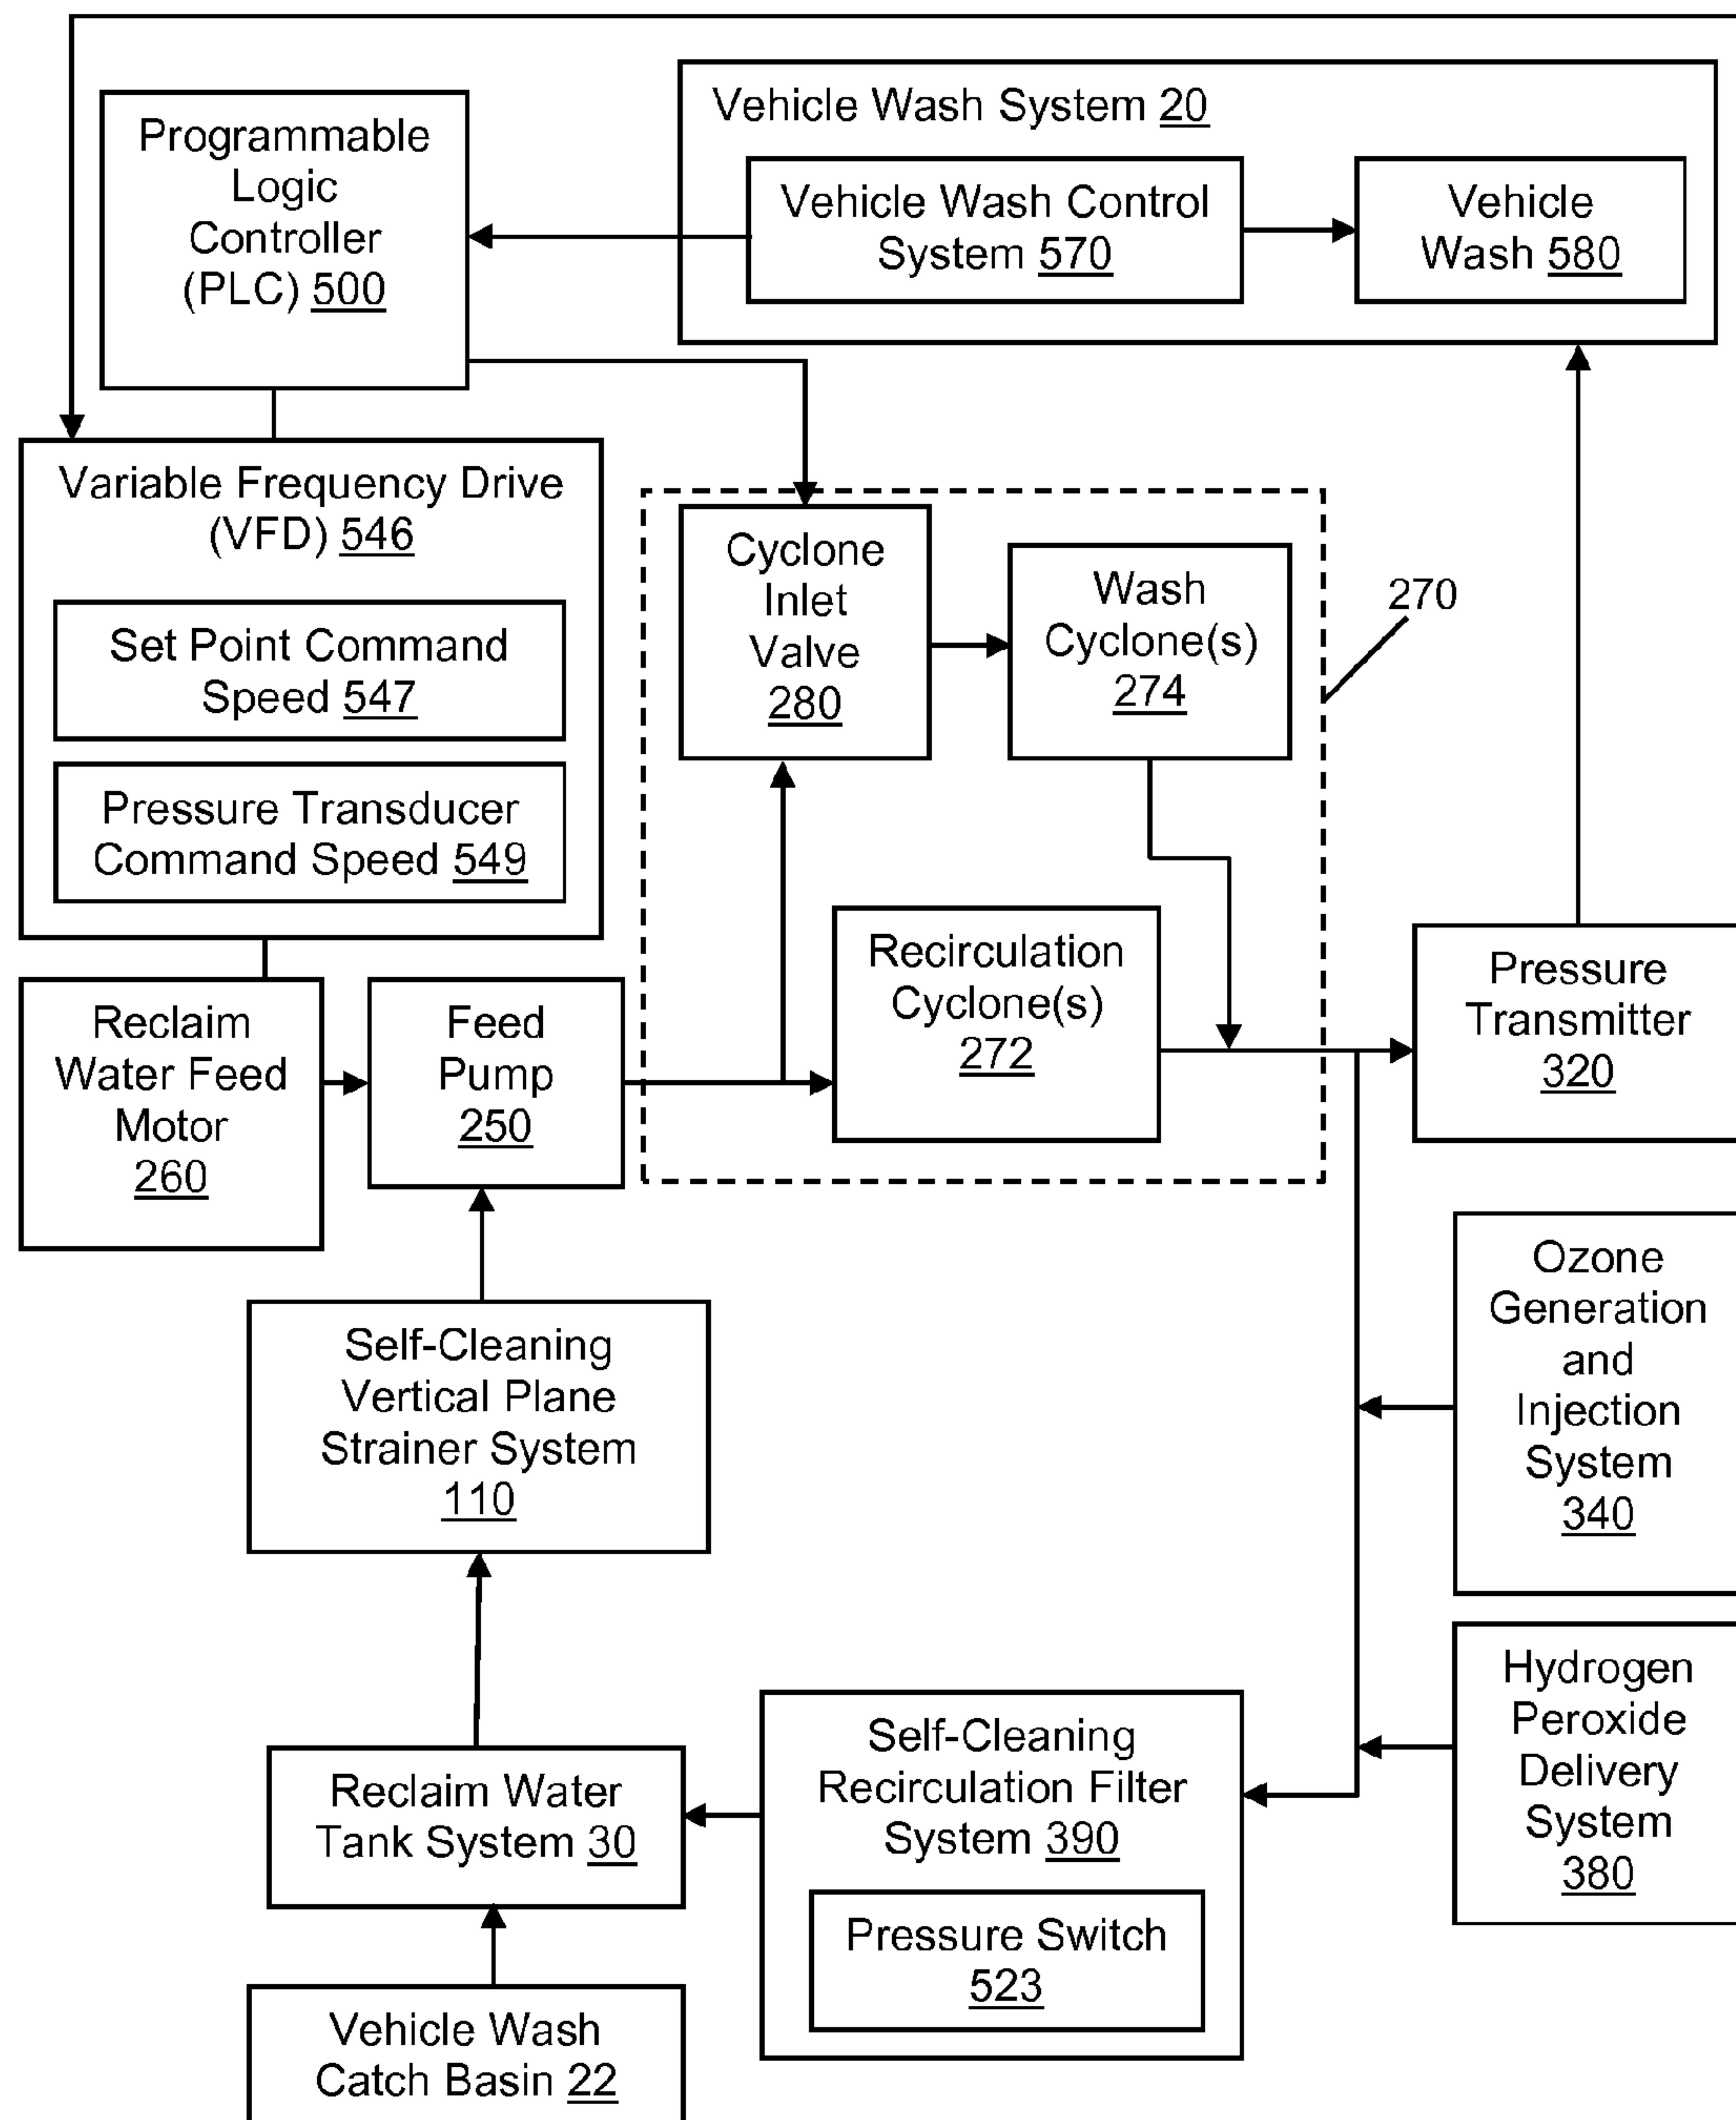 Programmable
Logic
Controller
(PLC) 500
Vehicle Wash System 20
Vehicle Wash Control
System 570
Vehicle
Wash 580
Variable Frequency Drive
(VFD) 546
Set Point Command
Speed 547
Pressure Transducer
Command Speed 549
Cyclone
Inlet
Valve
280
Wash
Cyclone(s)
274
270
Recirculation
Cyclone(s)
272
Pressure
Transmitter
320
Reclaim
Water Feed
Motor
260
Feed
Pump
250
Ozone
Generation
and
Injection
System
340
Self-Cleaning
Vertical Plane
Strainer System
110
Hydrogen
Peroxide
Delivery
System
380
Self-Cleaning
Recirculation Filter
System 390
Pressure Switch
523
Reclaim Water
Tank System 30
Vehicle Wash
Catch Basin 22